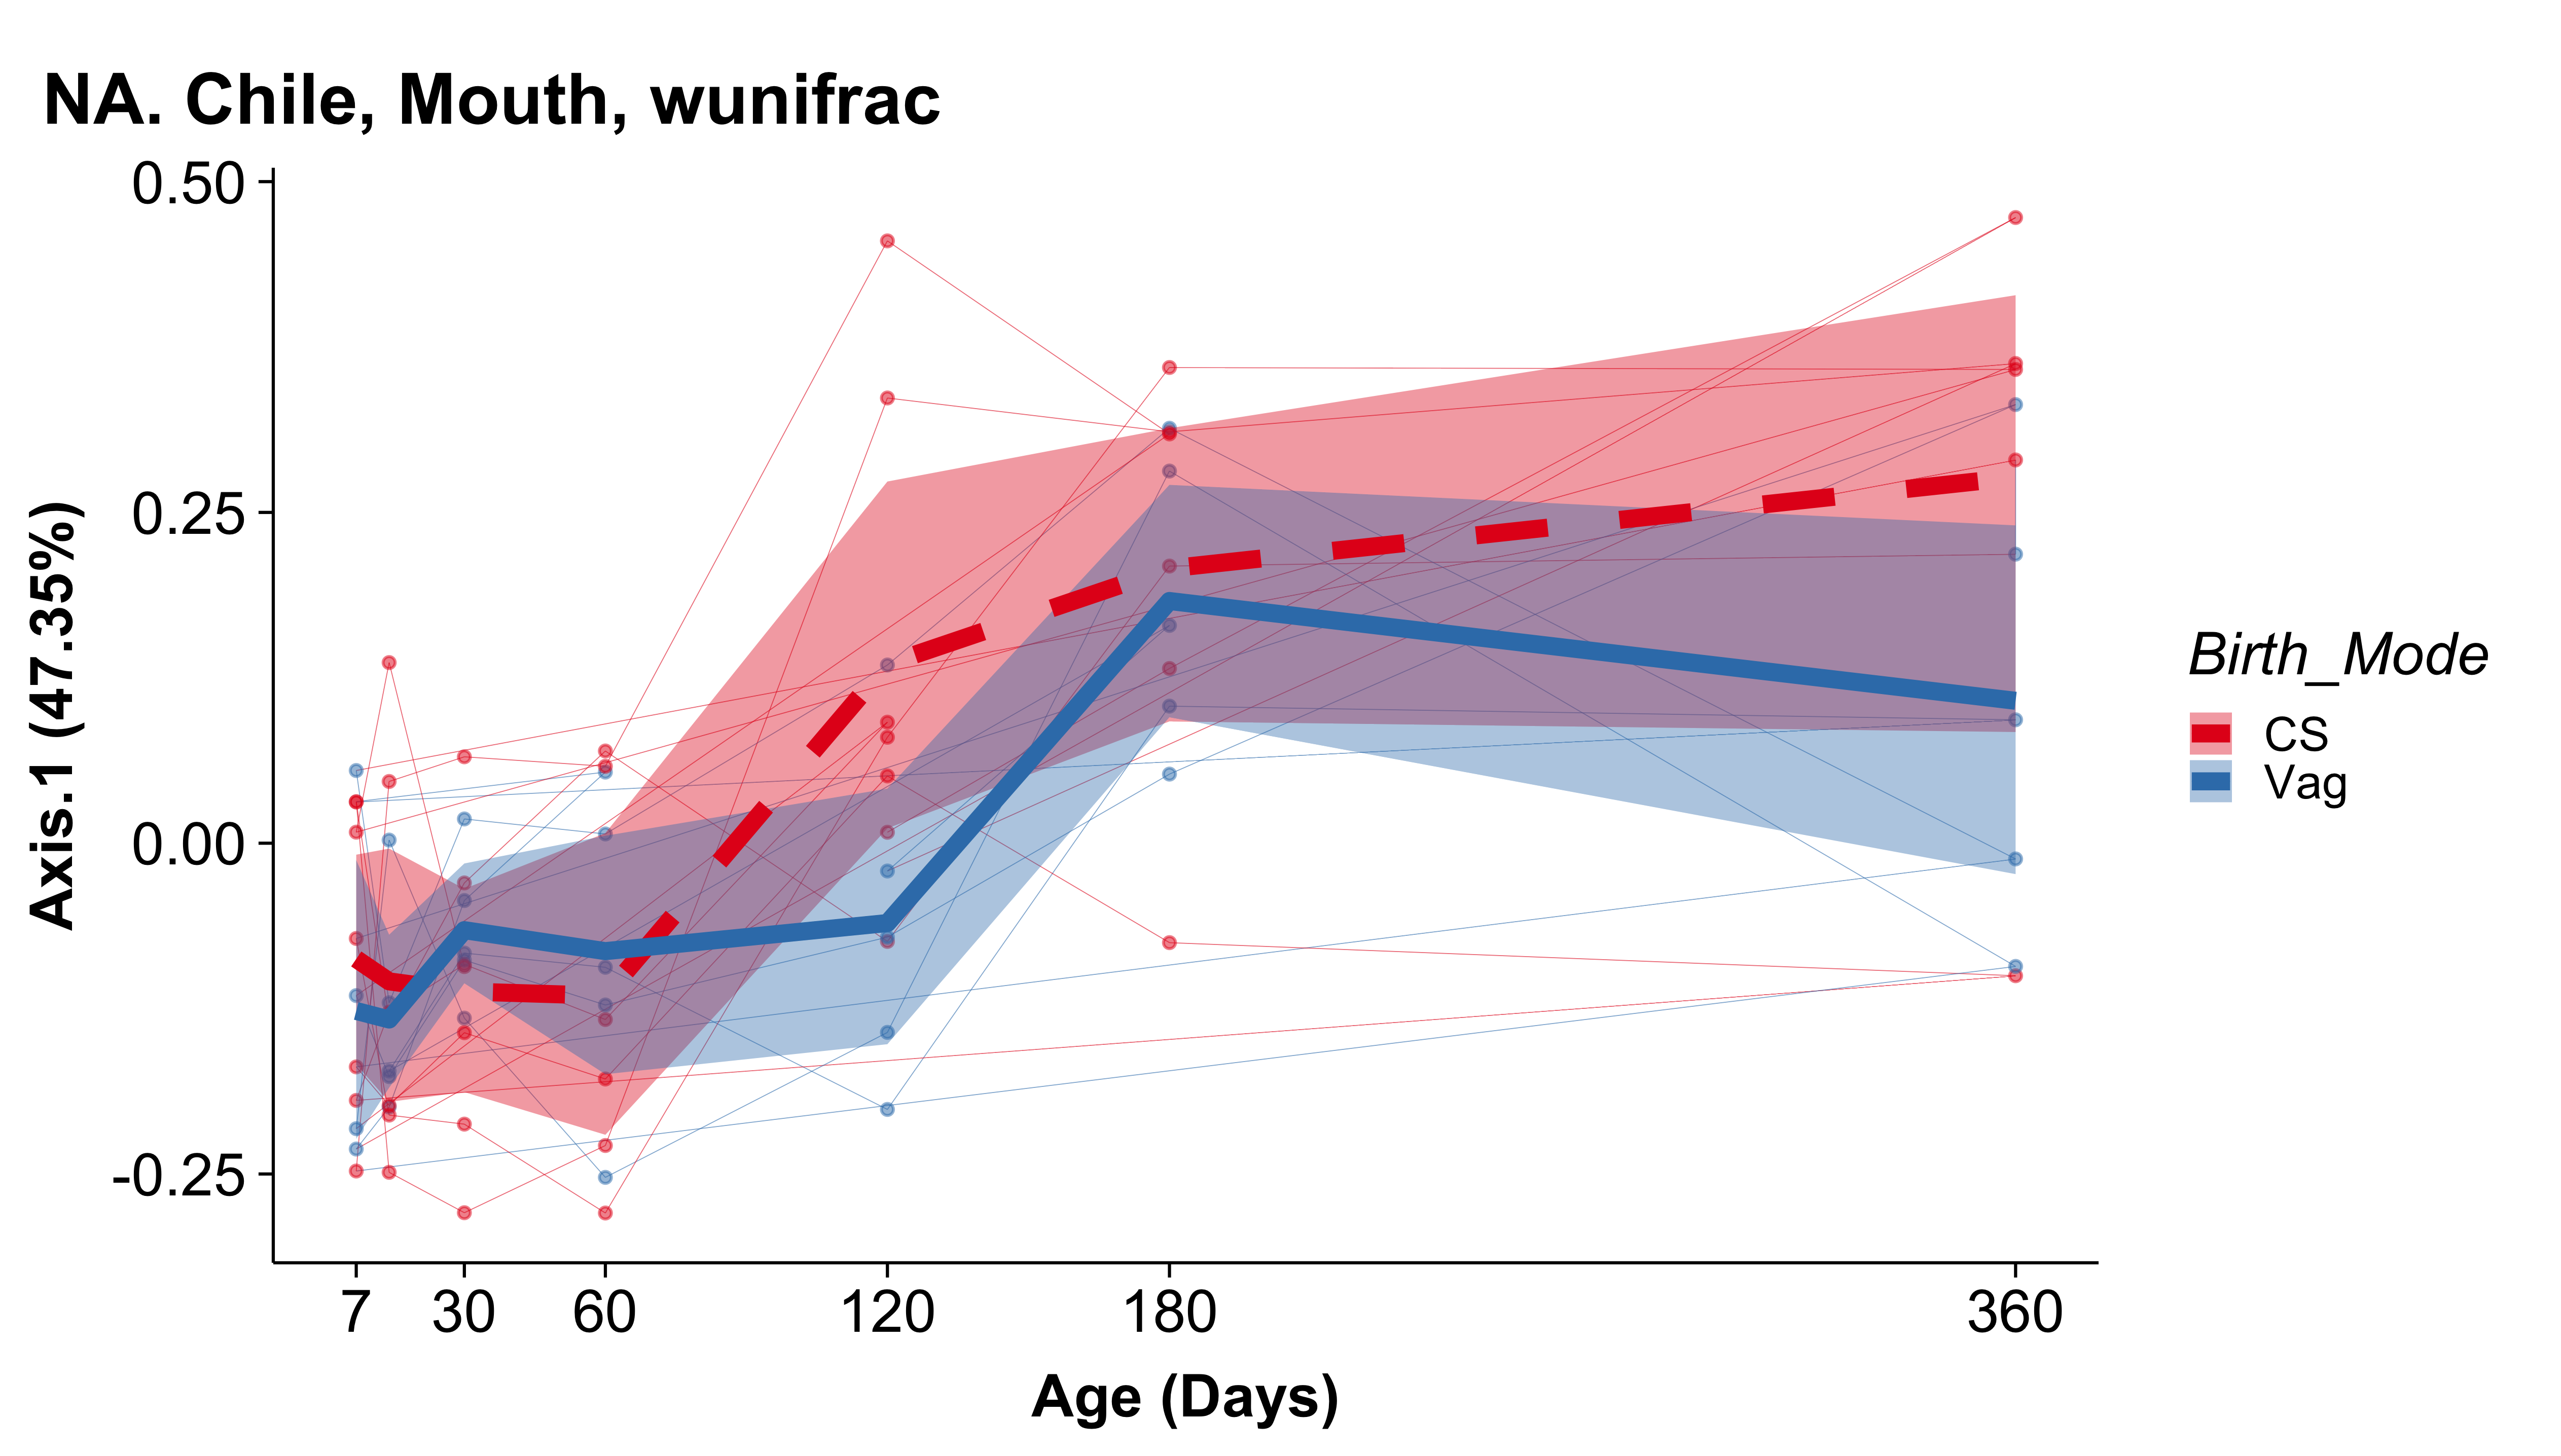 NA. Chile, Mouth, wunifrac
0.50
0.25
0.00
-0.25
Axis.1 (47.35%)
7 30 60 120 180 360
Age (Days)
Birth_Mode
CS
Vag